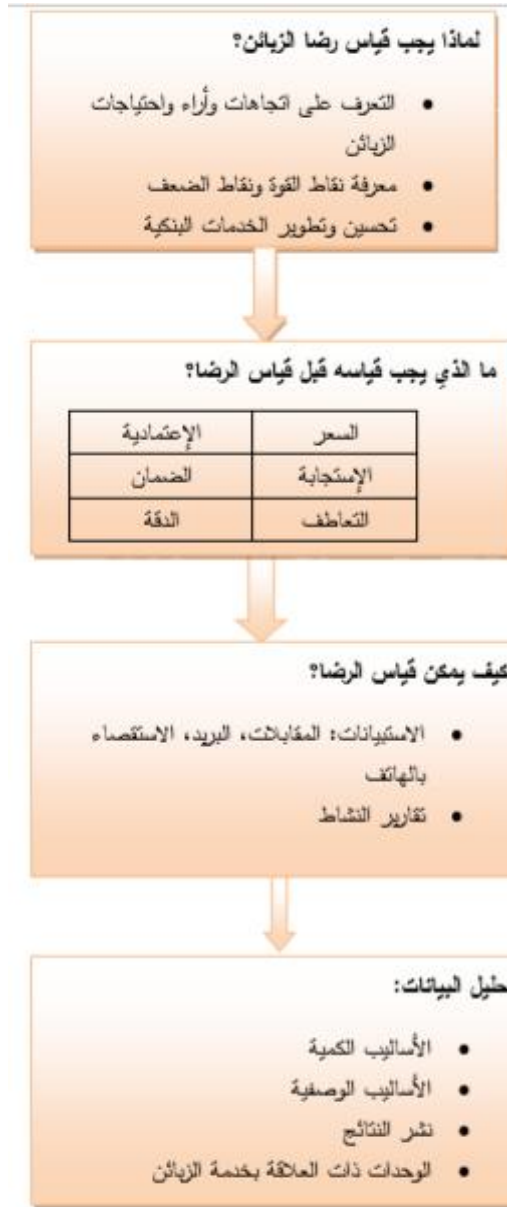 لماذا يجب قياس رضا الزبائن؟
• التعرف على اتجاهات وأراء واحتياجات
الزبائن
• معرفة نقاط القوة ونقاط الضعف
• تحسين وتطوير الخدمات البنكية
ما الذي يجب قياسه قبل قياس الرضا؟
السعر الإعتمادية
الإستجابة الضمان
التعاطف الدقة
كيف يمكن قياس الرضا؟
• الاستبيانات: المقابلات، البريد، الاستقصاء
بالهاتف
• تقارير النشاط
حليل البيانات:
• الأساليب الكمية
• الأساليب الوصفية
• نشر النتائج
• الوحدات ذات العلاقة بخدمة الزبائن